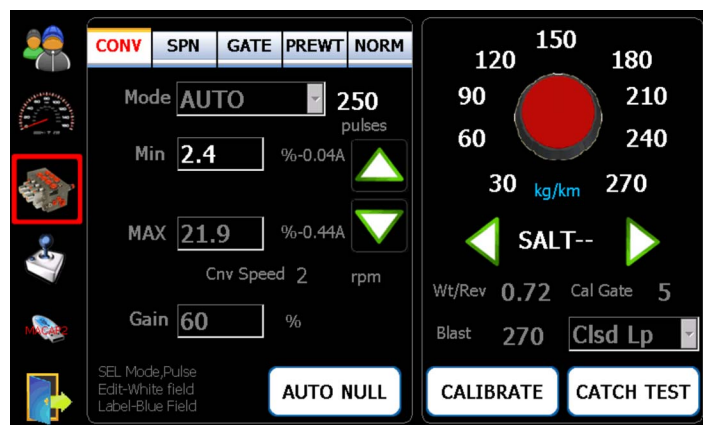 CONV SPN GATE PREWT NORM
Mode AUTO 250
pulses
Min 2.4 %-0.04A
MAX 21.9 %-0.44A
Cnv Speed 2 rpm
Gain 60 %
SEL Mode,Pulse
Edit-White field
Label-Blue Field
AUTO NULL
150
120 180
90 210
60 240
30 kg/km 270
SALT--
Wt/Rev 0.72 Cal Gate 5
Blast 270 Clsd Lp
CALIBRATE CATCH TEST